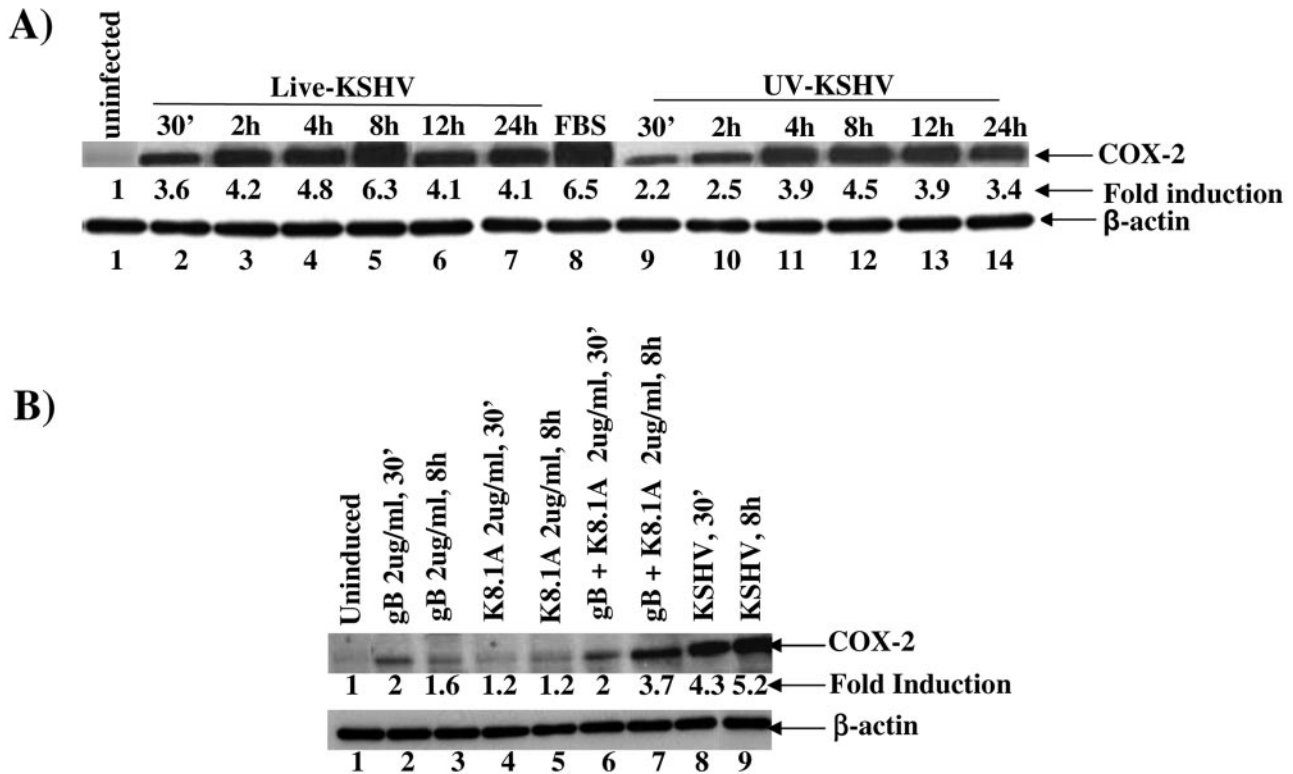 A)
uninfected
Live-KSHV
UV-KSHV
30’ 2h 4h 8h 12h 24h FBS 30’ 2h 4h 8h 12h 24h
COX-2
1 3.6 4.2 4.8 6.3 4.1 4.1 6.5 2.2 2.5 3.9 4.5 3.9 3.4 Fold induction
β-actin
1 2 3 4 5 6 7 8 9 10 11 12 13 14
B)
Uninduced
gB 2ug/ml, 30’
gB 2ug/ml, 8h
K8.1A 2ug/ml, 30’
K8.1A 2ug/ml, 8h
gB + K8.1A 2ug/ml, 30’
gB + K8.1A 2ug/ml, 8h
KSHV, 30’
KSHV, 8h
COX-2
1 2 1.6 1.2 1.2 2 3.7 4.3 5.2 Fold Induction
β-actin
1 2 3 4 5 6 7 8 9